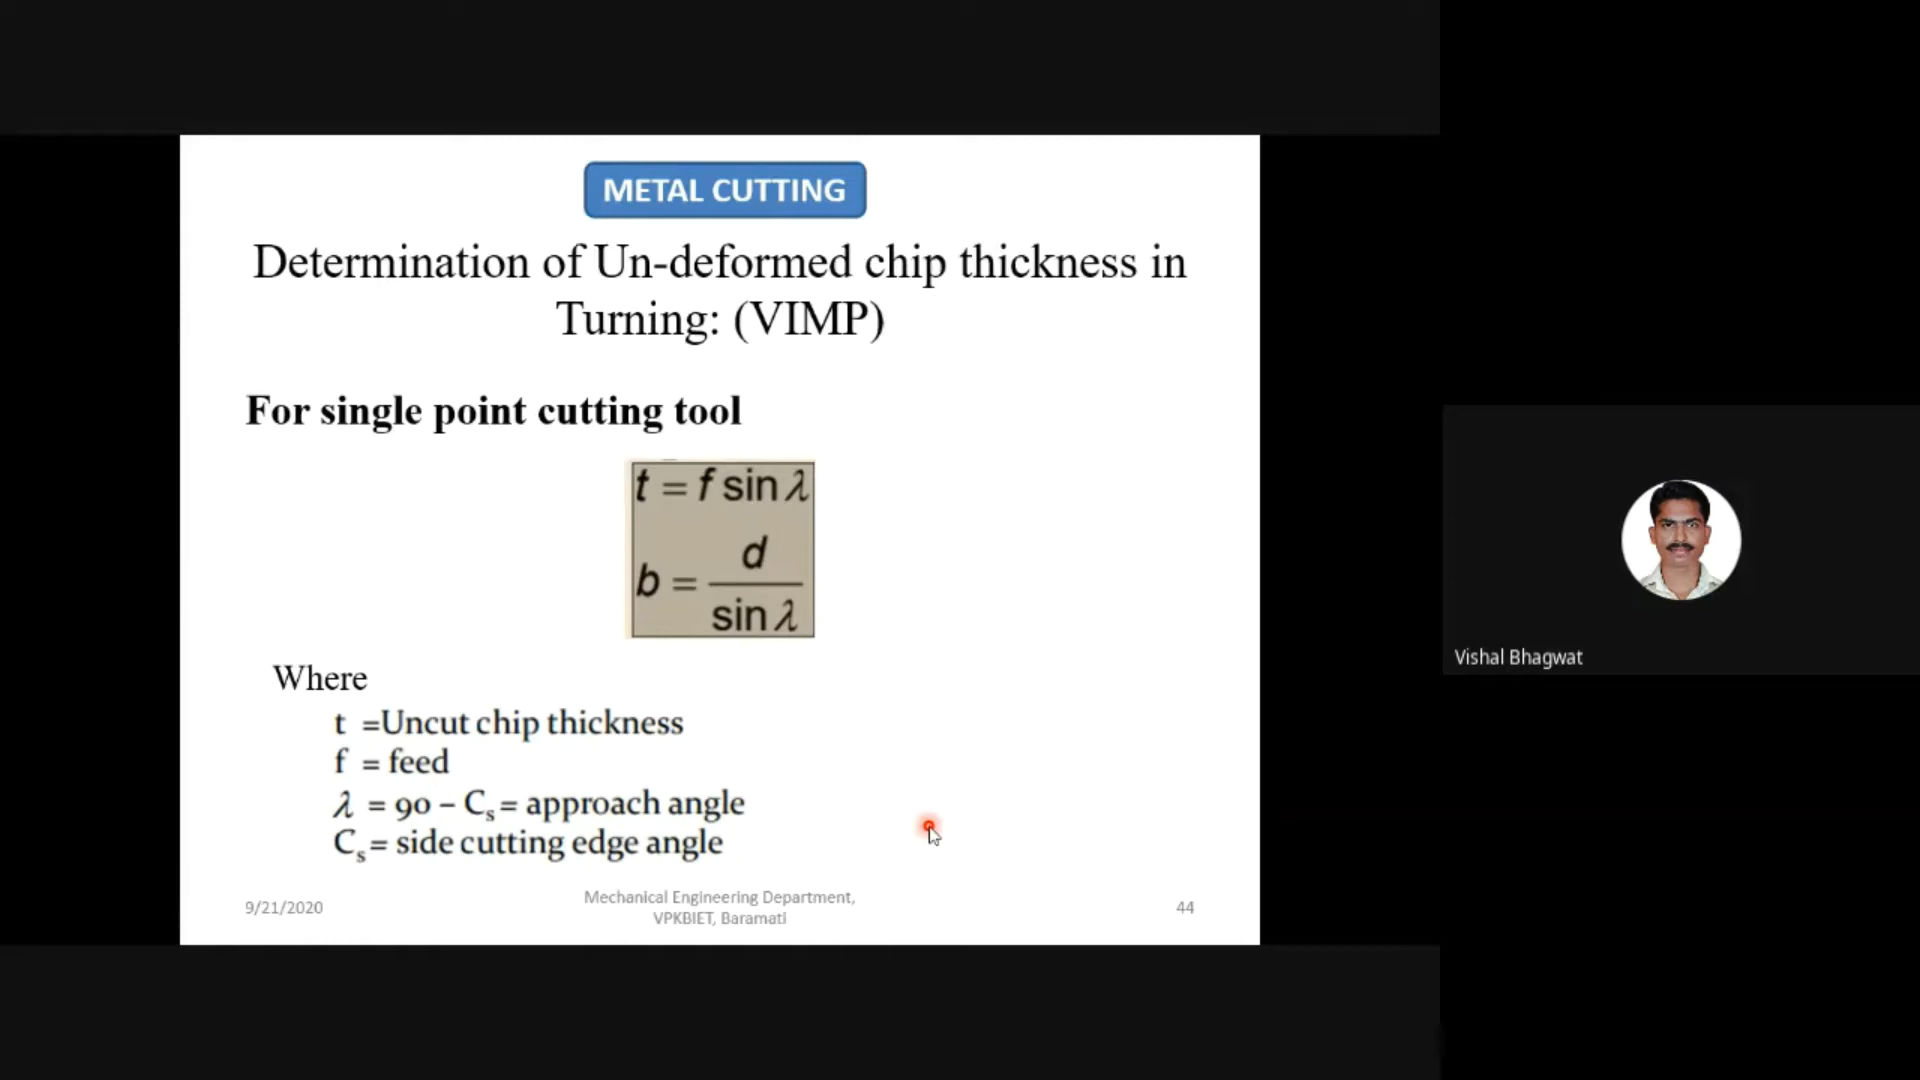 METAL CUTTING
Determination of Un-deformed chip thickness in
Turning: (VIMP)
For single point cutting tool
t = f sin λ
b = d / sin λ
Where
t =Uncut chip thickness
f = feed
λ = 90 – Cs = approach angle
Cs = side cutting edge angle
9/21/2020
Mechanical Engineering Department,
VPKBIET, Baramati
44
Vishal Bhagwat